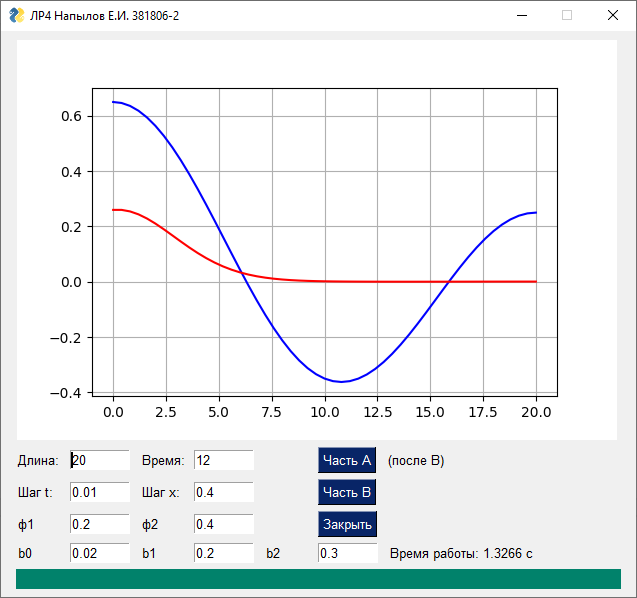 ЛР4 Напылов Е.И. 381806-2
0.6
0.4
0.2
0.0
−0.2
−0.4
0.0 2.5 5.0 7.5 10.0 12.5 15.0 17.5 20.0
Длина: 20 Время: 12 Часть A (после B)
Шаг t: 0.01 Шаг x: 0.4 Часть B
ф1 0.2 ф2 0.4 Закрыть
b0 0.02 b1 0.2 b2 0.3 Время работы: 1.3266 с